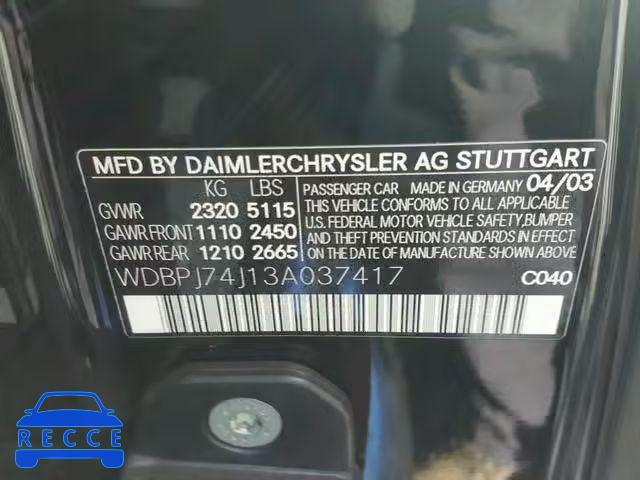 MFD BY DAIMLERCHRYSLER AG STUTTGART
KG LBS
GVWR 2320 5115
GAWR FRONT 1110 2450
GAWR REAR 1210 2665
PASSENGER CAR MADE IN GERMANY 04/03
THIS VEHICLE CONFORMS TO ALL APPLICABLE
U.S. FEDERAL MOTOR VEHICLE SAFETY, BUMPER
AND THEFT PREVENTION STANDARDS IN EFFECT
ON THE DATE OF MANUFACTURE SHOWN ABOVE
WDBPJ74J13A037417 C040
RECCE